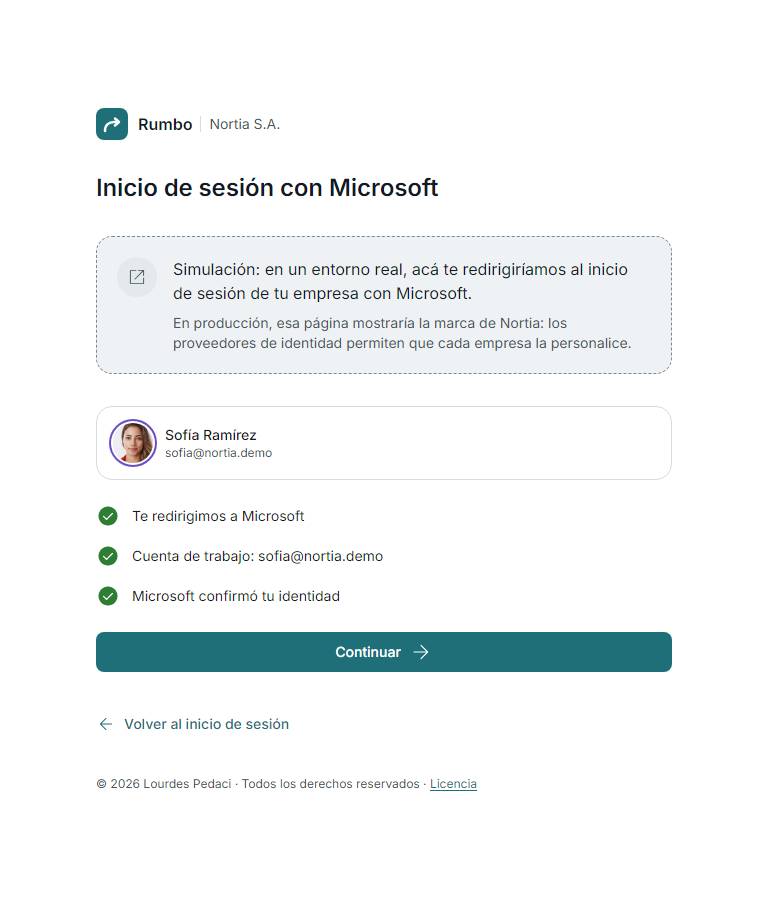 Rumbo
Nortia S.A.
Inicio de sesión con Microsoft
Simulación: en un entorno real, acá te redirigiríamos al inicio
de sesión de tu empresa con Microsoft.
En producción, esa página mostraría la marca de Nortia: los
proveedores de identidad permiten que cada empresa la personalice.
Sofía Ramírez
sofia@nortia.demo
Te redirigimos a Microsoft
Cuenta de trabajo: sofia@nortia.demo
Microsoft confirmó tu identidad
Continuar
Volver al inicio de sesión
© 2026 Lourdes Pedaci · Todos los derechos reservados · Licencia